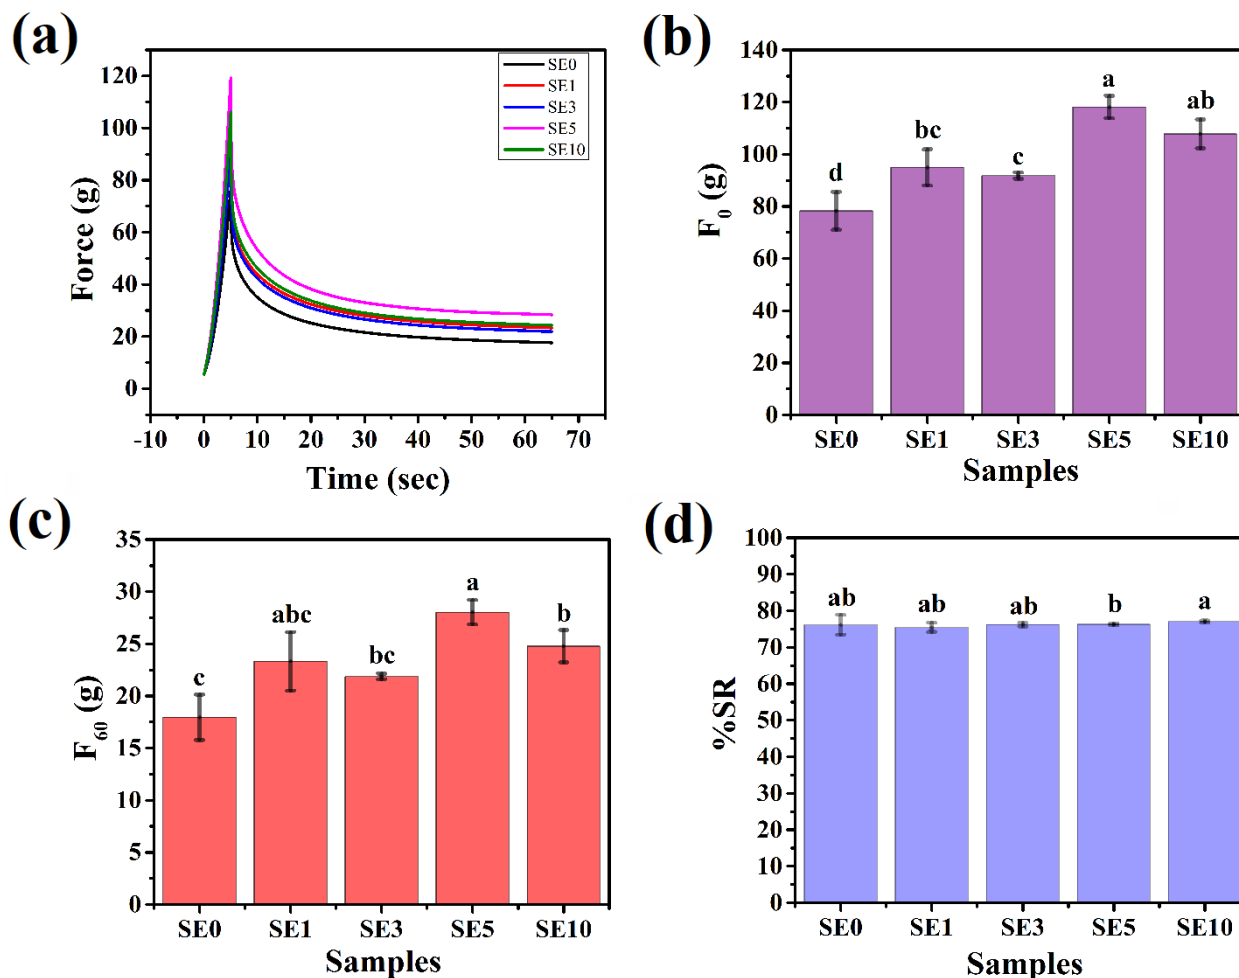 (a)
Force (g)
120
100
80
60
40
20
0
-10 0 10 20 30 40 50 60 70
Time (sec)
SE0
SE1
SE3
SE5
SE10
(b)
F0 (g)
140
120
100
80
60
40
20
0
d bc c a ab
SE0 SE1 SE3 SE5 SE10
Samples
(c)
F60 (g)
35
30
25
20
15
10
5
0
c abc bc a b
SE0 SE1 SE3 SE5 SE10
Samples
(d)
%SR
100
90
80
70
60
50
40
30
20
10
0
ab ab ab b a
SE0 SE1 SE3 SE5 SE10
Samples